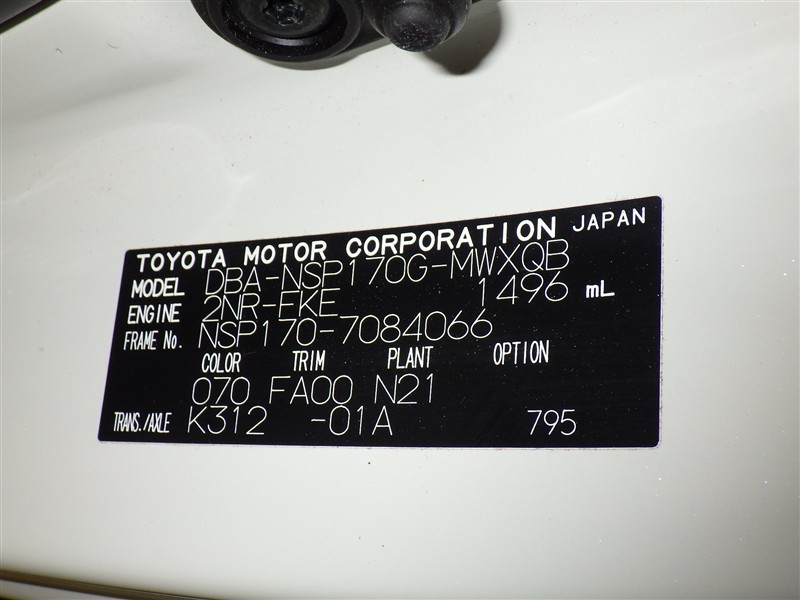 TOYOTA MOTOR CORPORATION JAPAN
MODEL DBA-NSP170G-MWXQB
ENGINE 2NR-FKE 1496 mL
FRAME No. NSP170-7084066
COLOR TRIM PLANT OPTION
070 FA00 N21
TRANS./AXLE K312 -01A 795